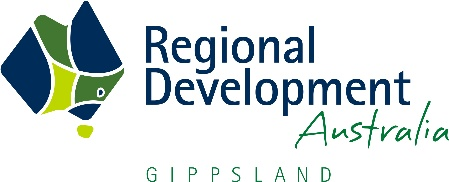 Regional
Development
Australia
GIPPSLAND